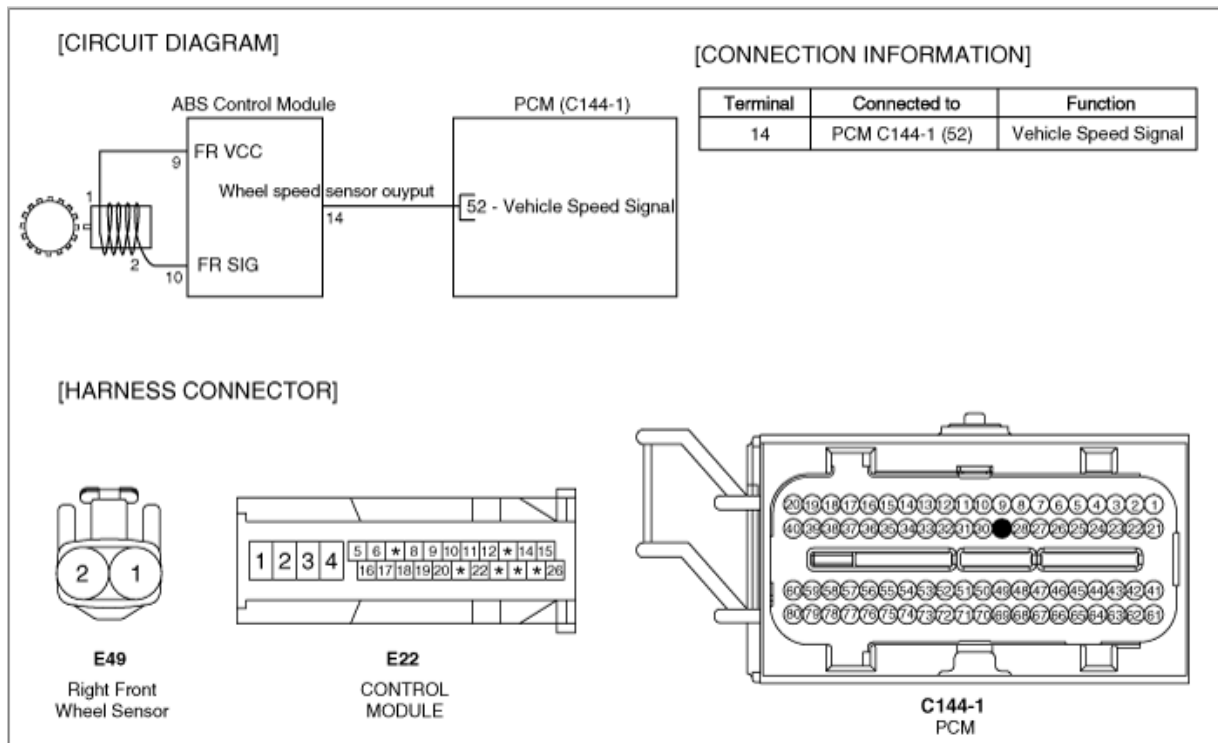 [CIRCUIT DIAGRAM]
[CONNECTION INFORMATION]
Terminal Connected to Function
14 PCM C144-1 (52) Vehicle Speed Signal
ABS Control Module
PCM (C144-1)
FR VCC
9
1
Wheel speed sensor ouyput
52 - Vehicle Speed Signal
14
2
FR SIG
10
[HARNESS CONNECTOR]
2 1
E49
Right Front
Wheel Sensor
1 2 3 4
5 6 * 8 9 10 11 12 * 14 15
16 17 18 19 20 * 22 * * * 26
E22
CONTROL
MODULE
20 19 18 17 16 15 14 13 12 11 10 9 8 7 6 5 4 3 2 1
40 39 38 37 36 35 34 33 32 31 30 28 27 26 25 24 23 22 21
60 59 58 57 56 55 54 53 52 51 50 49 48 47 46 45 44 43 42 41
80 79 78 77 76 75 74 73 72 71 70 69 68 67 66 65 64 63 62 61
C144-1
PCM